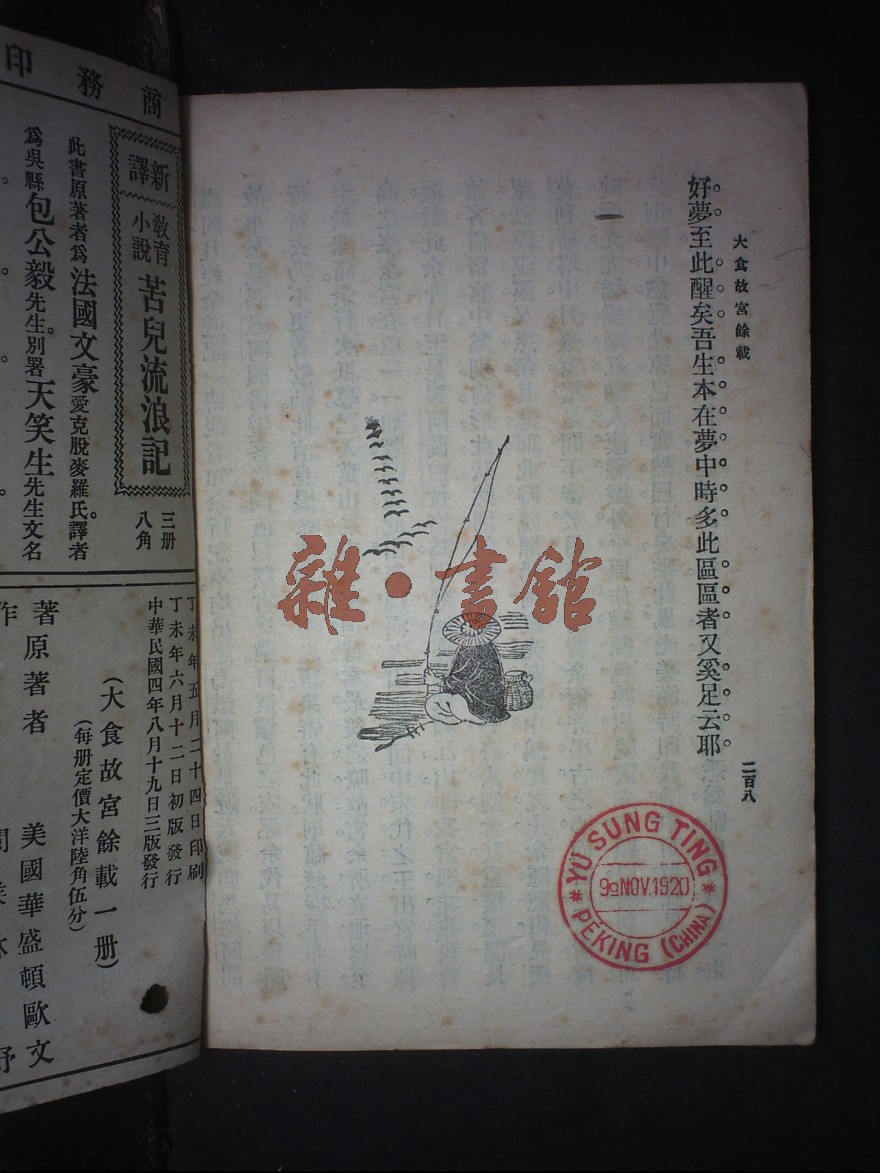 大食故宮餘載
二百八
好夢至此醒矣吾生本在夢中時多此區區者又奚足云耶
雜·書館
YÜ SUNG TING
9a NOV.1920
PEKING (CHINA)
商務印
新譯
教育小說
苦兒流浪記
三册
八角
此書原著者爲法國文豪愛克脫麥羅氏。譯者
爲吳縣包公毅先生。別署天笑生先生文名
丁未年五月二十四日印刷
丁未年六月十二日初版發行
中華民國四年八月十九日三版發行
(大食故宮餘載一册)
(每册定價大洋陸角伍分)
原著者
美國華盛頓歐文